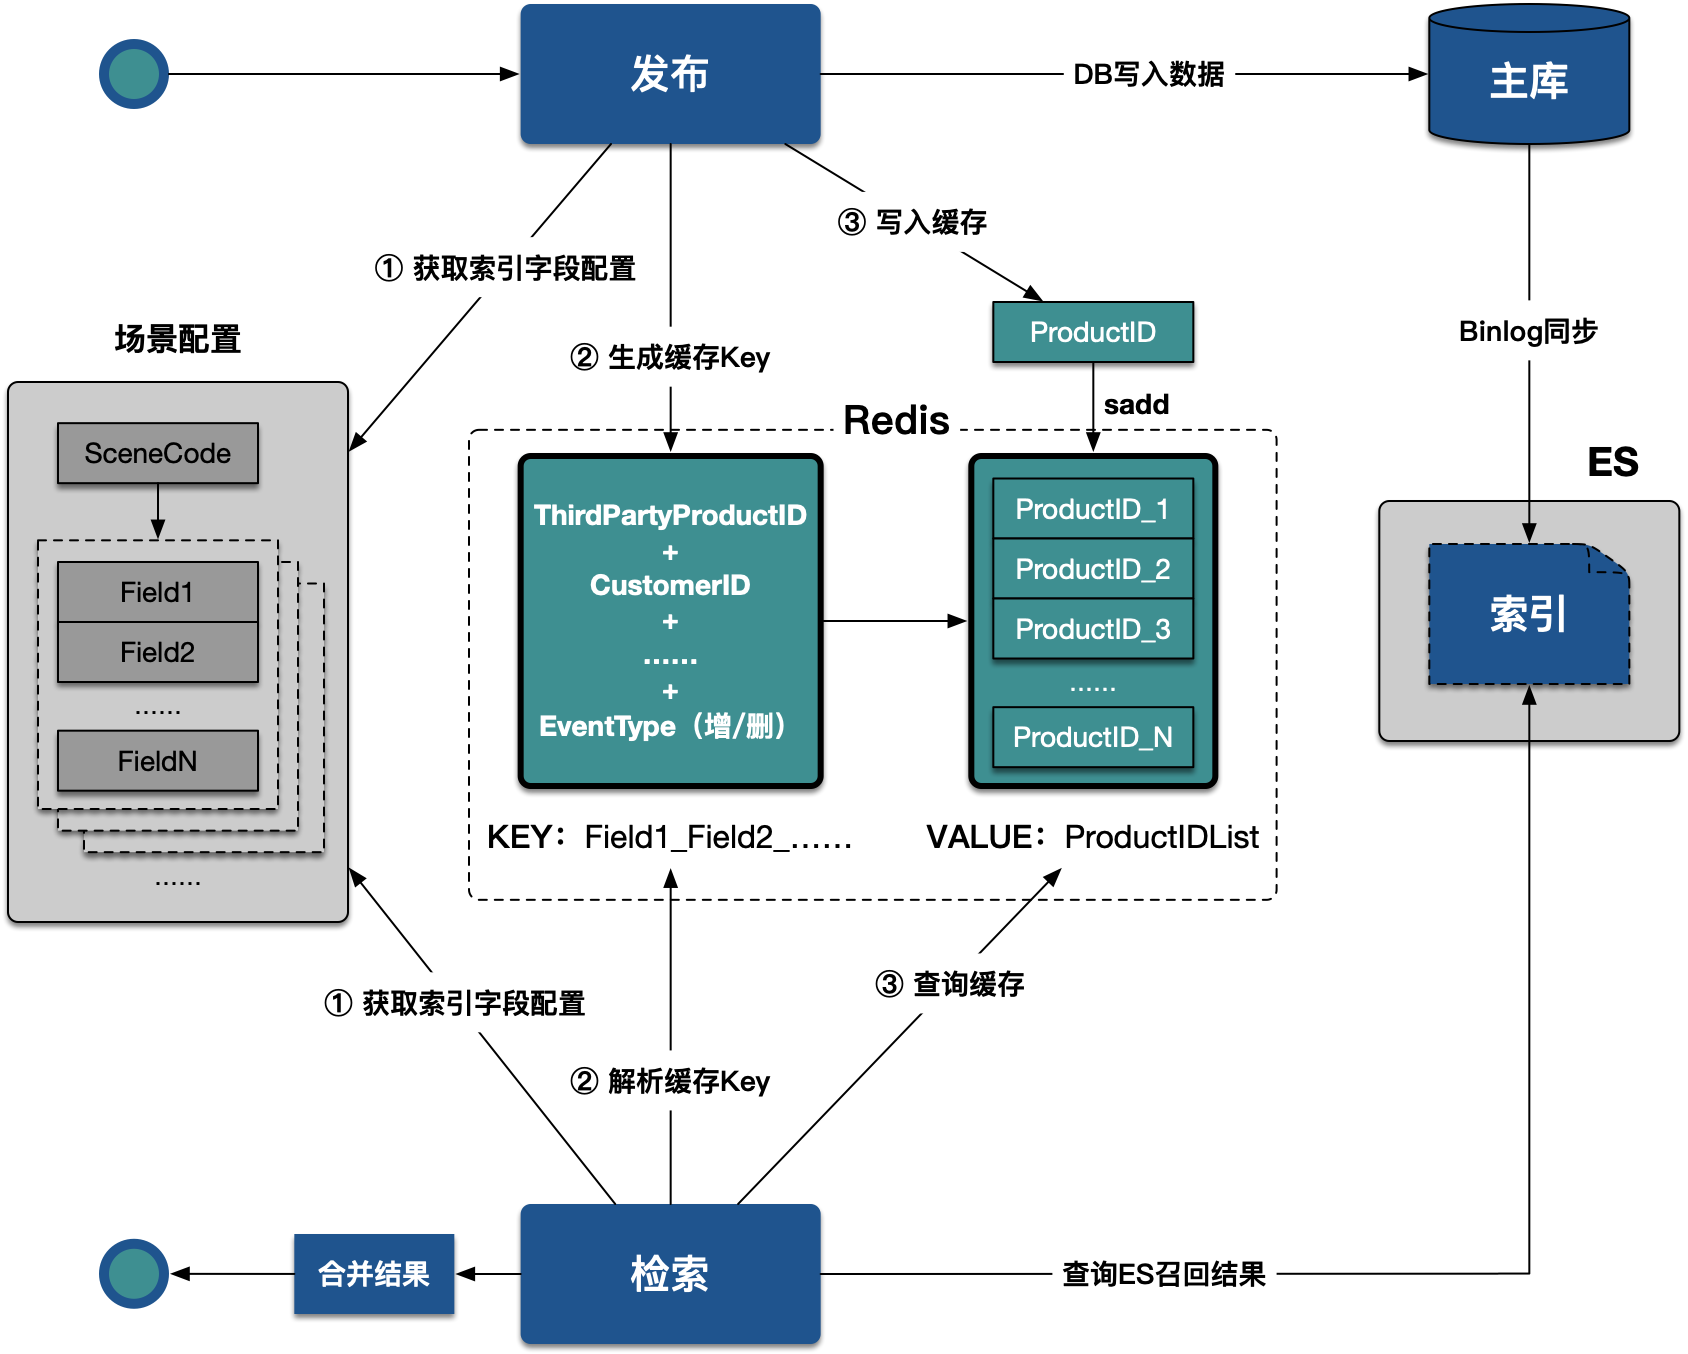 发布
DB写入数据
主库
③ 写入缓存
① 获取索引字段配置
场景配置
② 生成缓存Key
ProductID
Binlog同步
sadd
Redis
SceneCode
ES
ThirdPartyProductID
+
CustomerID
+
......
+
EventType（增/删）
ProductID_1
ProductID_2
ProductID_3
......
ProductID_N
Field1
Field2
......
FieldN
......
索引
KEY：Field1_Field2_......
VALUE：ProductIDList
① 获取索引字段配置
③ 查询缓存
② 解析缓存Key
合并结果
检索
查询ES召回结果